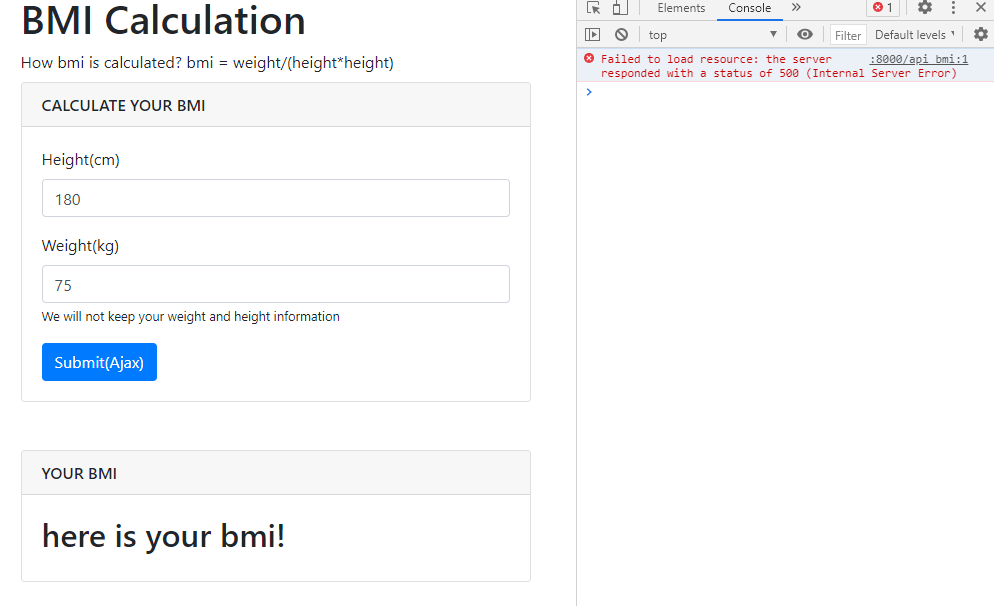 BMI Calculation
How bmi is calculated? bmi = weight/(height*height)
CALCULATE YOUR BMI
Height(cm)
180
Weight(kg)
75
We will not keep your weight and height information
Submit(Ajax)
YOUR BMI
here is your bmi!
Elements Console » 1
top Filter Default levels
Failed to load resource: the server :8000/api_bmi:1
responded with a status of 500 (Internal Server Error)